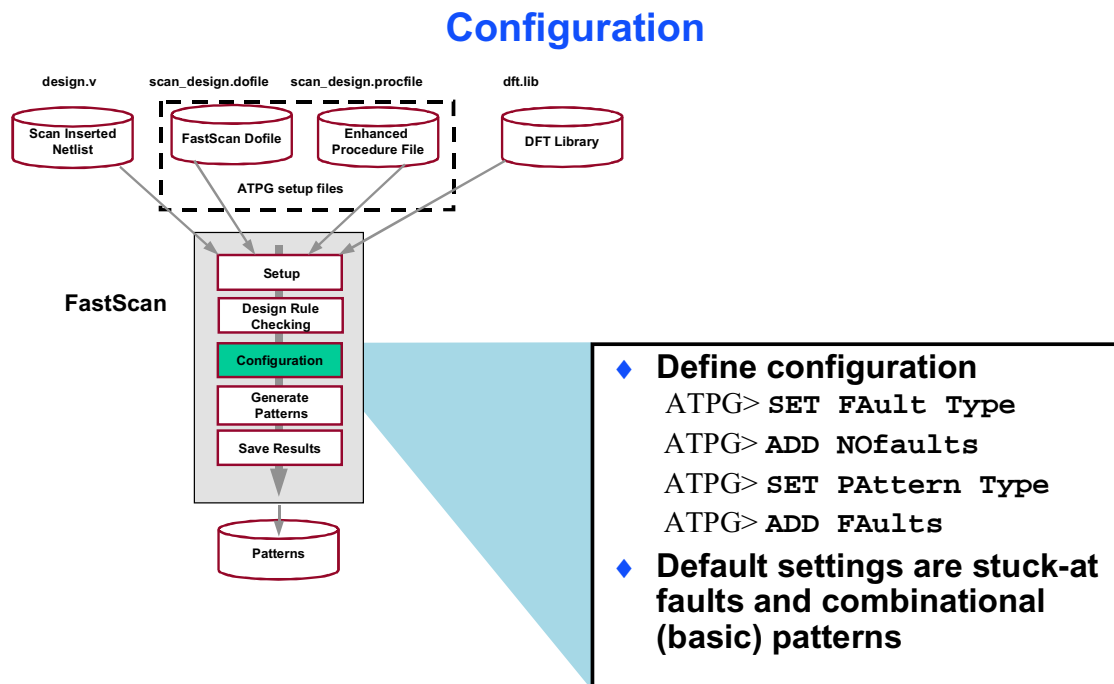 Configuration
design.v
scan_design.dofile
scan_design.procfile
dft.lib
Scan Inserted
Netlist
FastScan Dofile
Enhanced
Procedure File
DFT Library
ATPG setup files
FastScan
Setup
Design Rule
Checking
Configuration
Generate
Patterns
Save Results
Patterns
♦ Define configuration
ATPG> SET FAult Type
ATPG> ADD NOfaults
ATPG> SET PAttern Type
ATPG> ADD FAults
♦ Default settings are stuck-at
faults and combinational
(basic) patterns